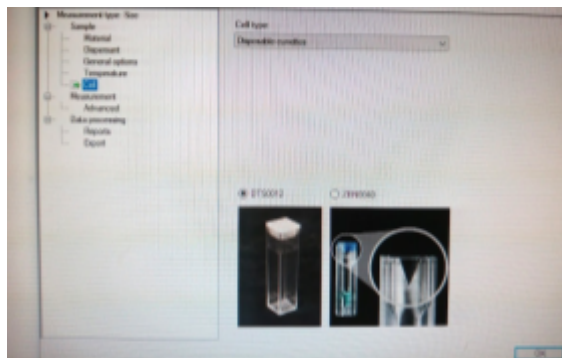 Measurement type: Size
Sample
Material
Dispersant
General options
Temperature
Cell
Measurement
Advanced
Data processing
Reports
Export
Cell type:
Disposable cuvettes
DTS0012
ZEN0040
OK